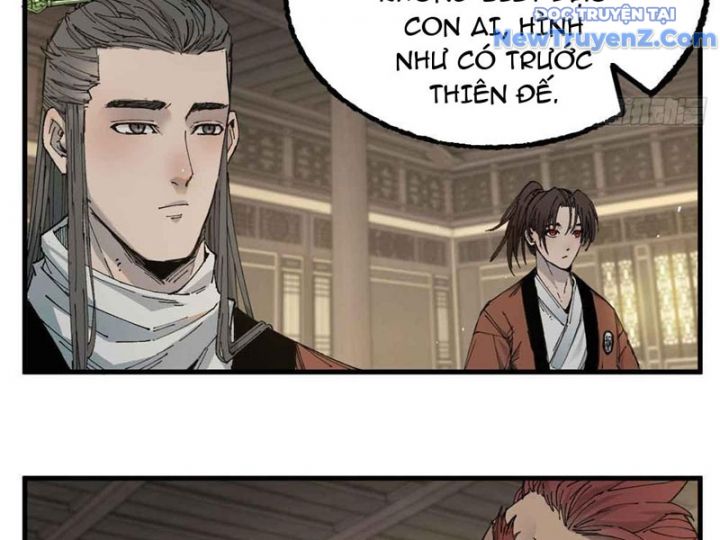 CON AI, HÌNH
NHƯ CÓ TRƯỚC
THIÊN ĐẾ.
ĐỌC TRUYỆN TẠI
NEWTRUYENZ.COM